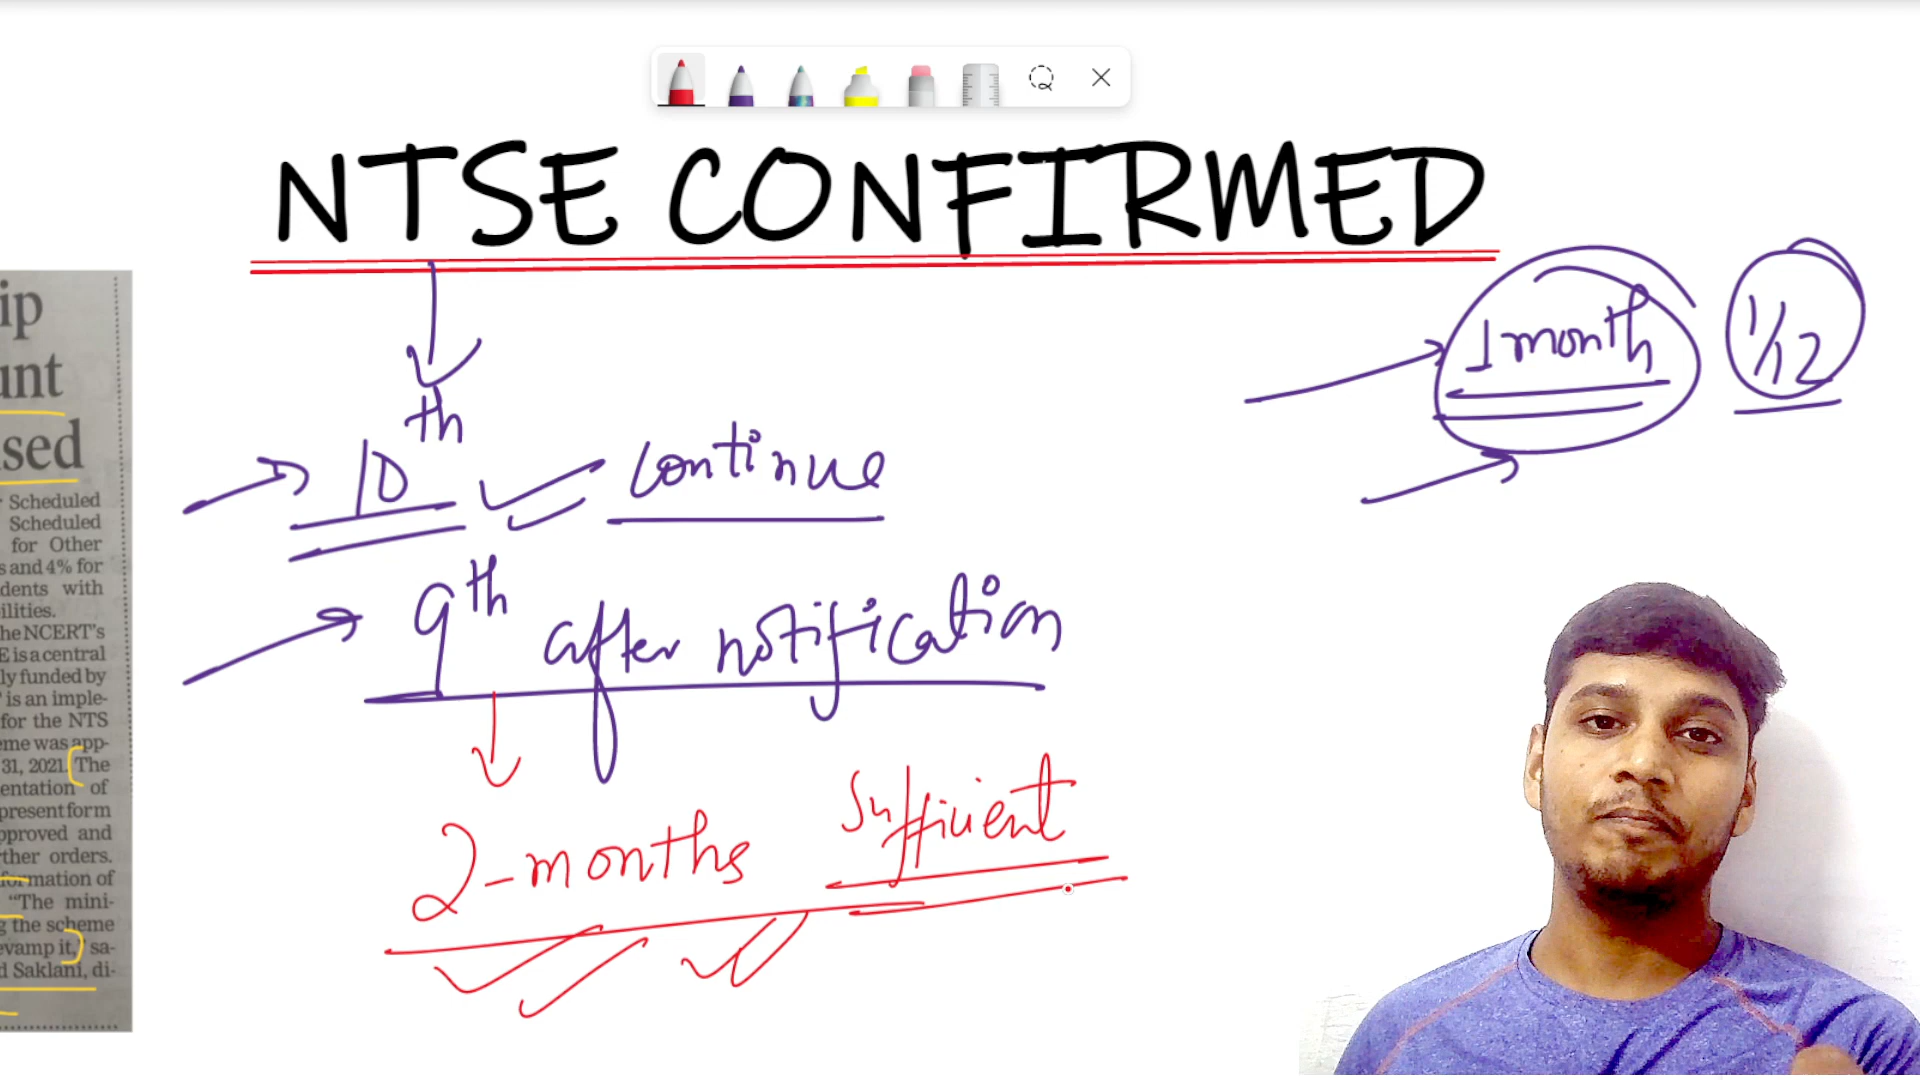 NTSE CONFIRMED
1 month
1/12
10th continue
9th after notification
2-months sufficient
ip
unt
sed
Scheduled
Scheduled
for Other
s and 4% for
dents with
ilities.
he NCERT's
E is a central
ly funded by
is an imple-
for the NTS
eme was app-
31, 2021. The
entation of
present form
pproved and
ther orders.
formation of
"The mini-
g the scheme
evamp it," sa-
d Saklani, di-